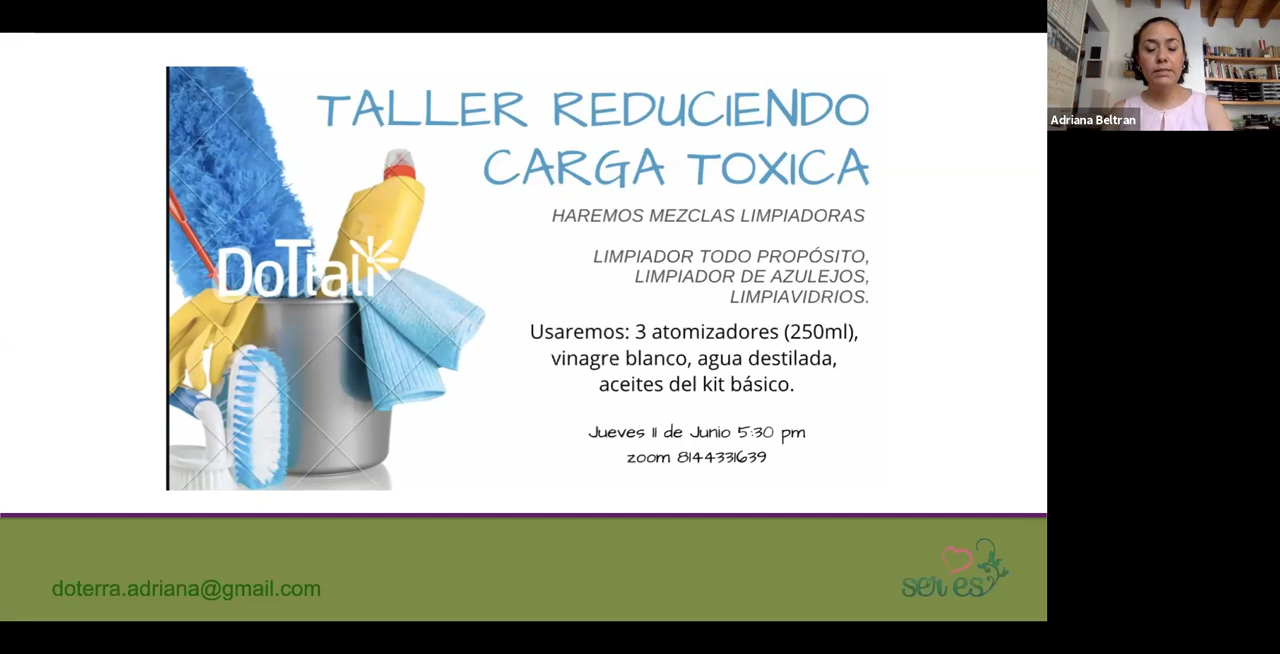 TALLER REDUCIENDO
CARGA TOXICA
HAREMOS MEZCLAS LIMPIADORAS
LIMPIADOR TODO PROPÓSITO,
LIMPIADOR DE AZULEJOS,
LIMPIAVIDRIOS.
DoTiali
Usaremos: 3 atomizadores (250ml),
vinagre blanco, agua destilada,
aceites del kit básico.
Jueves 11 de Junio 5:30 pm
zoom 8144331639
doterra.adriana@gmail.com
ser es
Adriana Beltran